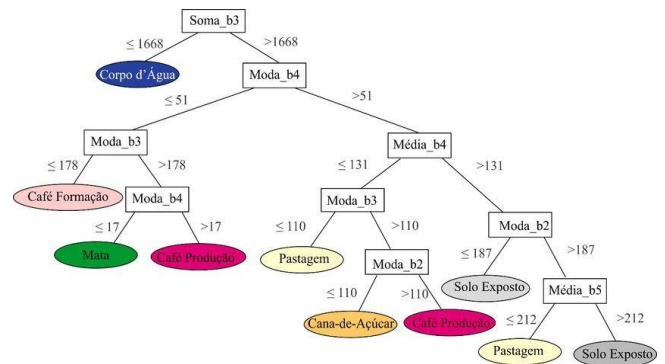 Soma_b3
≤ 1668
>1668
Corpo d'Água
Moda_b4
≤ 51
>51
Moda_b3
Média_b4
≤ 178
>178
≤ 131
>131
Café Formação
Moda_b4
Moda_b3
≤ 17
>17
≤ 110
>110
Moda_b2
Mata
Café Produção
Pastagem
Moda_b2
≤ 187
>187
≤ 110
>110
Solo Exposto
Média_b5
Cana-de-Açúcar
Café Produção
≤ 212
>212
Pastagem
Solo Exposto